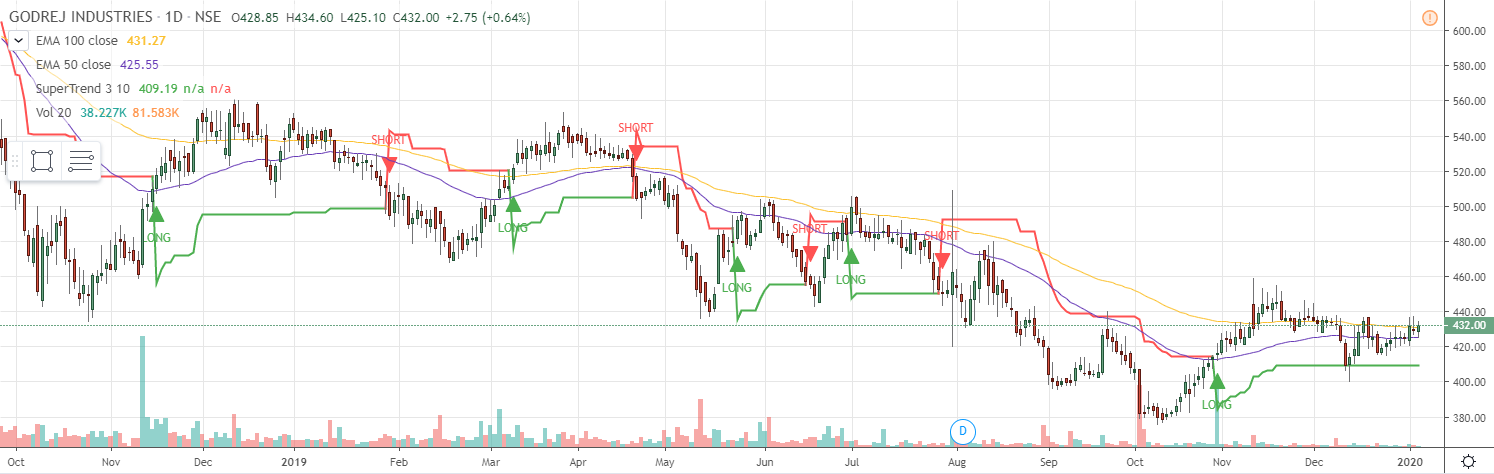 GODREJ INDUSTRIES · 1D · NSE O428.85 H434.60 L425.10 C432.00 +2.75 (+0.64%)
EMA 100 close 431.27
EMA 50 close 425.55
SuperTrend 3 10 409.19 n/a n/a
Vol 20 38.227K 81.583K
SHORT
SHORT
LONG
LONG
SHORT
SHORT
LONG
LONG
LONG
D
600.00
580.00
560.00
540.00
520.00
500.00
480.00
460.00
440.00
432.00
420.00
400.00
380.00
Oct Nov Dec 2019 Feb Mar Apr May Jun Jul Aug Sep Oct Nov Dec 2020